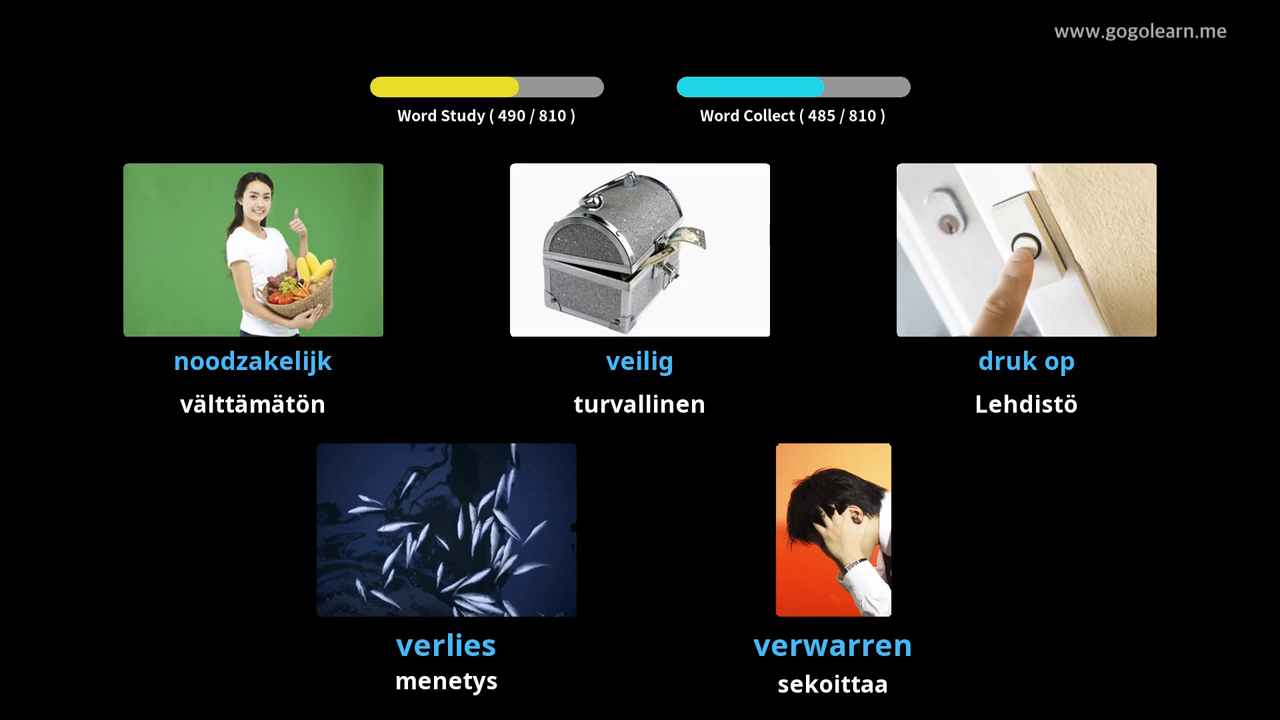 www.gogolearn.me
Word Study ( 490 / 810 )
Word Collect ( 485 / 810 )
noodzakelijk
välttämätön
veilig
turvallinen
druk op
Lehdistö
verlies
menetys
verwarren
sekoittaa